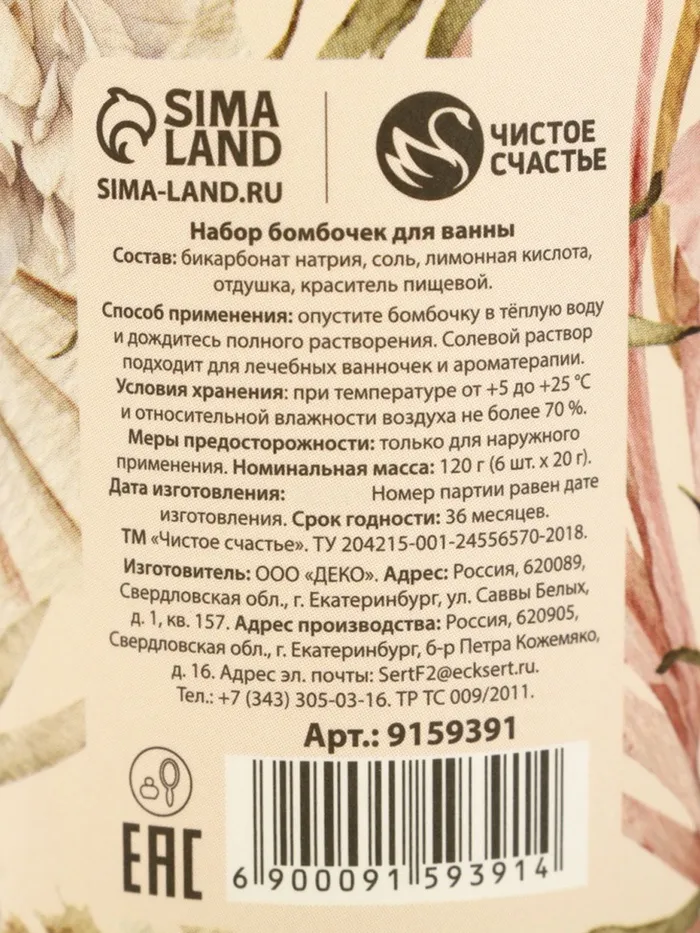 SIMA
LAND
SIMA-LAND.RU
ЧИСТОЕ
СЧАСТЬЕ
Набор бомбочек для ванны
Состав: бикарбонат натрия, соль, лимонная кислота,
отдушка, краситель пищевой.
Способ применения: опустите бомбочку в тёплую воду
и дождитесь полного растворения. Солевой раствор
подходит для лечебных ванночек и ароматерапии.
Условия хранения: при температуре от +5 до +25 °С
и относительной влажности воздуха не более 70 %.
Меры предосторожности: только для наружного
применения. Номинальная масса: 120 г (6 шт. х 20 г).
Дата изготовления: Номер партии равен дате
изготовления. Срок годности: 36 месяцев.
ТМ «Чистое счастье». ТУ 204215-001-24556570-2018.
Изготовитель: ООО «ДЕКО». Адрес: Россия, 620089,
Свердловская обл., г. Екатеринбург, ул. Саввы Белых,
д. 1, кв. 157. Адрес производства: Россия, 620905,
Свердловская обл., г. Екатеринбург, б-р Петра Кожемяко,
д. 16. Адрес эл. почты: SertF2@ecksert.ru.
Тел.: +7 (343) 305-03-16. ТР ТС 009/2011.
Арт.: 9159391
EAC
6 900091 593914